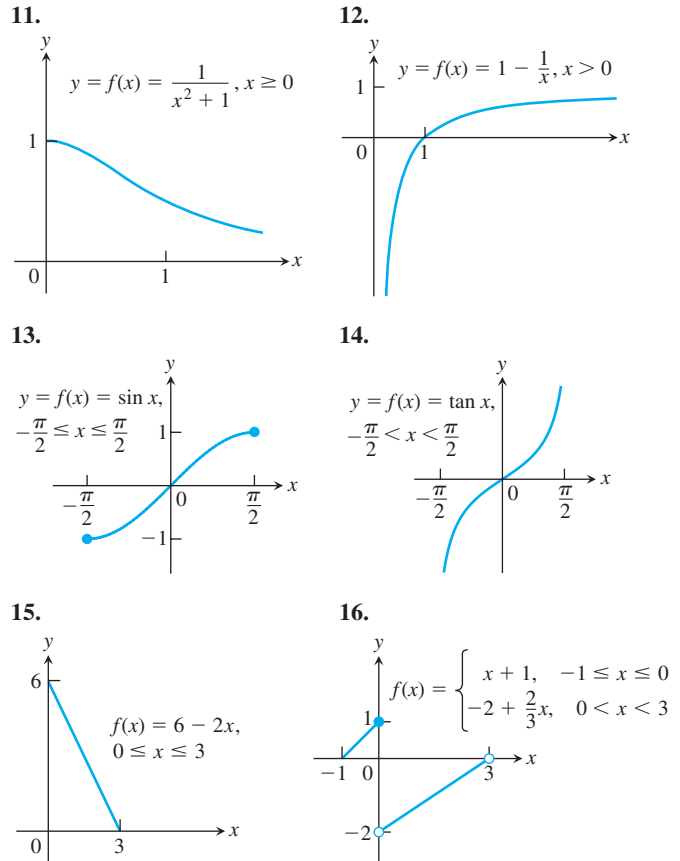 11.
y
y = f(x) = 1/(x² + 1), x ≥ 0
1
0
1
x
12.
y
y = f(x) = 1 − 1/x, x > 0
1
0
1
x
13.
y
y = f(x) = sin x,
−π/2 ≤ x ≤ π/2
1
−π/2
0
π/2
x
−1
14.
y
y = f(x) = tan x,
−π/2 < x < π/2
−π/2
0
π/2
x
15.
y
6
f(x) = 6 − 2x,
0 ≤ x ≤ 3
0
3
x
16.
y
f(x) = { x + 1, −1 ≤ x ≤ 0
−2 + 2/3 x, 0 < x < 3
1
−1
0
3
x
−2